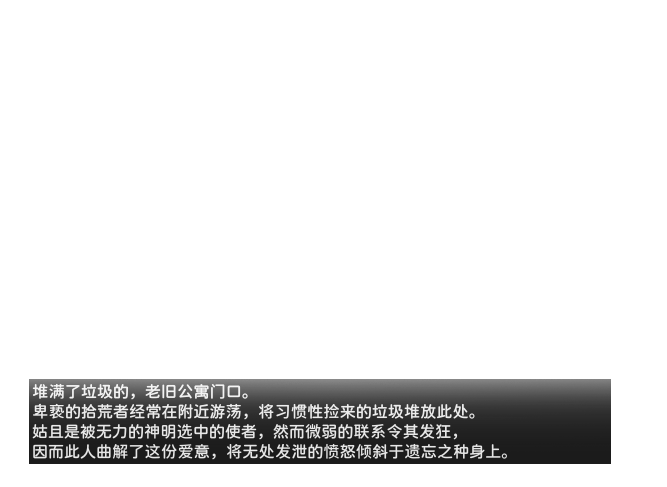 堆满了垃圾的，老旧公寓门口。
卑亵的拾荒者经常在附近游荡，将习惯性捡来的垃圾堆放此处。
姑且是被无力的神明选中的使者，然而微弱的联系令其发狂，
因而此人曲解了这份爱意，将无处发泄的愤怒倾斜于遗忘之种身上。